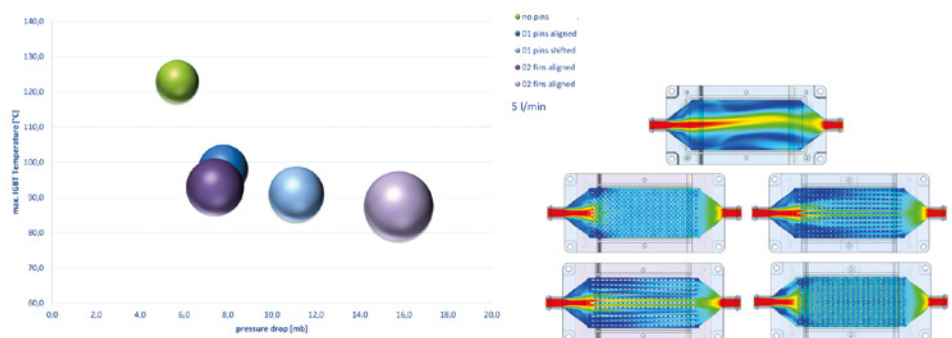 140,0
130,0
120,0
110,0
100,0
90,0
80,0
70,0
60,0
max. IGBT Temperature [°C]
0,0 2,0 4,0 6,0 8,0 10,0 12,0 14,0 16,0 18,0 20,0
pressure drop [mb]
no pins
01 pins aligned
01 pins shifted
02 fins aligned
02 fins aligned
5 l/min